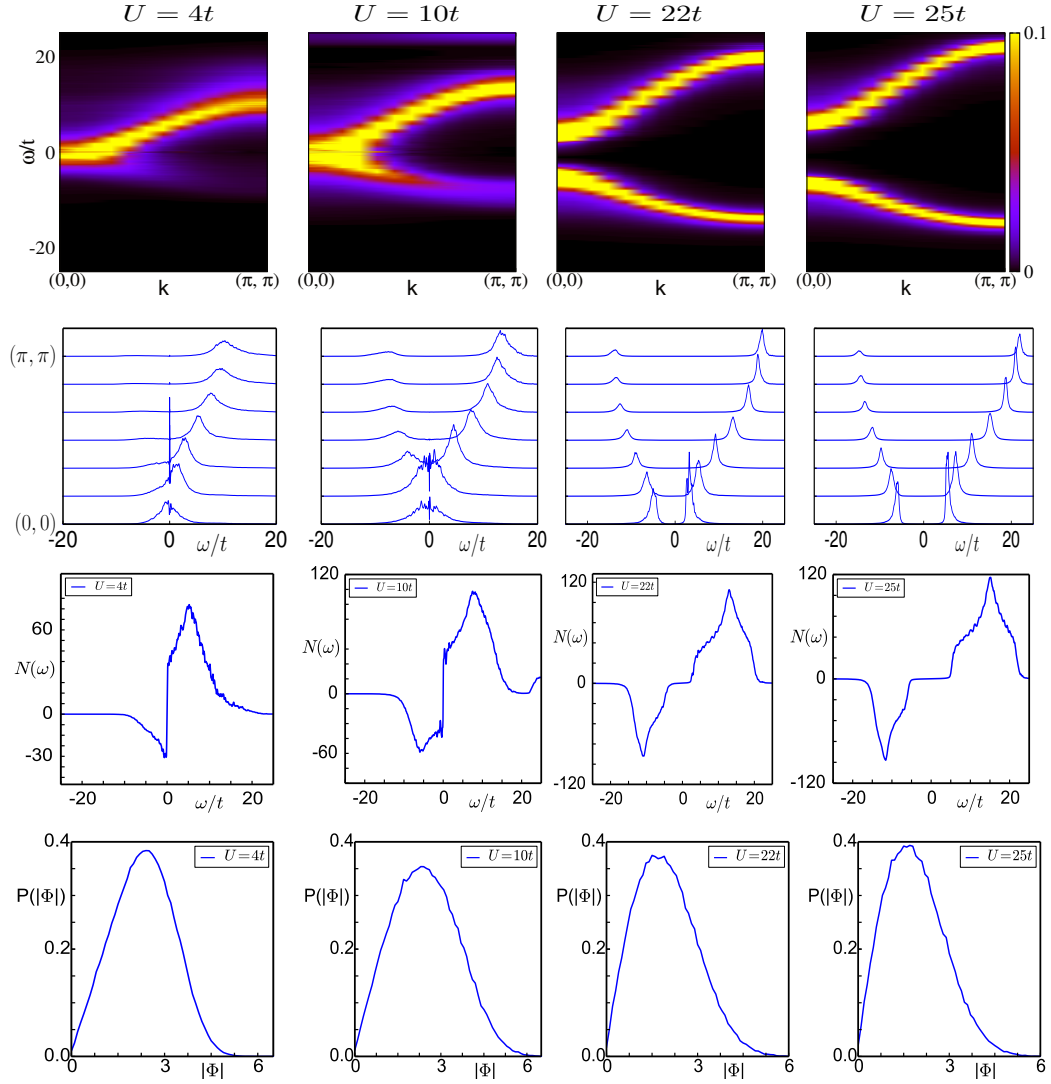 U = 4t U = 10t U = 22t U = 25t
20
0
-20
ω/t
0.1
0
(0,0) k (π, π) (0,0) k (π, π) (0,0) k (π, π) (0,0) k (π, π)
(π, π)
(0, 0)
-20 0 ω/t 20 -20 0 ω/t 20 -20 0 ω/t 20 -20 0 ω/t 20
U=4t U=10t U=22t U=25t
60 120 120 120
N(ω) N(ω) N(ω) N(ω)
0 0 0 0
-30 -60 -120 -120
-20 0 ω/t 20 -20 0 ω/t 20 -20 0 ω/t 20 -20 0 ω/t 20
0.4 0.4 0.4 0.4
U=4t U=10t U=22t U=25t
P(|Φ|) P(|Φ|) P(|Φ|) P(|Φ|)
0.2 0.2 0.2 0.2
0.0 0.0 0.0 0.0
0 3 |Φ| 6 0 3 |Φ| 6 0 3 |Φ| 6 0 3 |Φ| 6